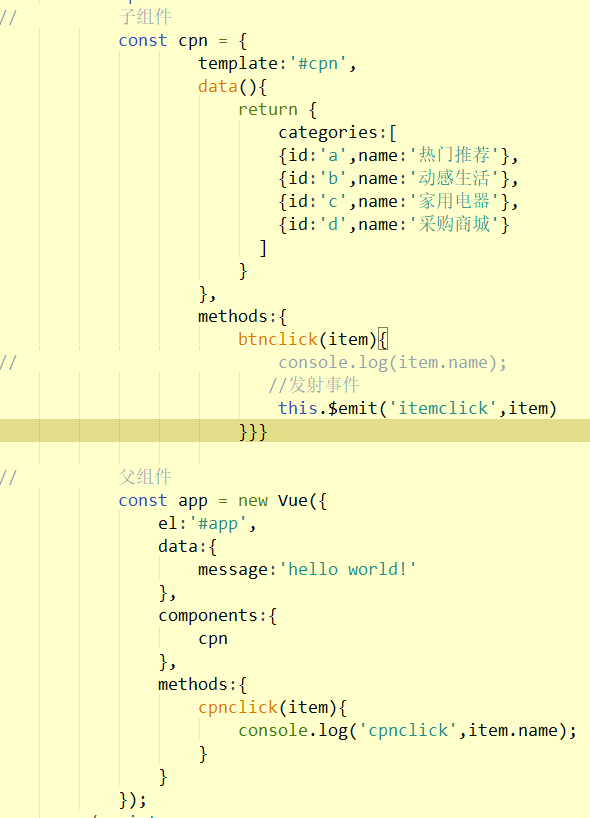 //          子组件
            const cpn = {
                    template:'#cpn',
                    data(){
                        return {
                            categories:[
                            {id:'a',name:'热门推荐'},
                            {id:'b',name:'动感生活'},
                            {id:'c',name:'家用电器'},
                            {id:'d',name:'采购商城'}
                          ]
                        }
                    },
                    methods:{
                        btnclick(item){
//                          console.log(item.name);
                           //发射事件
                            this.$emit('itemclick',item)
                        }}}
//          父组件
            const app = new Vue({
                el:'#app',
                data:{
                    message:'hello world!'
                },
                components:{
                    cpn
                },
                methods:{
                    cpnclick(item){
                        console.log('cpnclick',item.name);
                    }
                }
            });